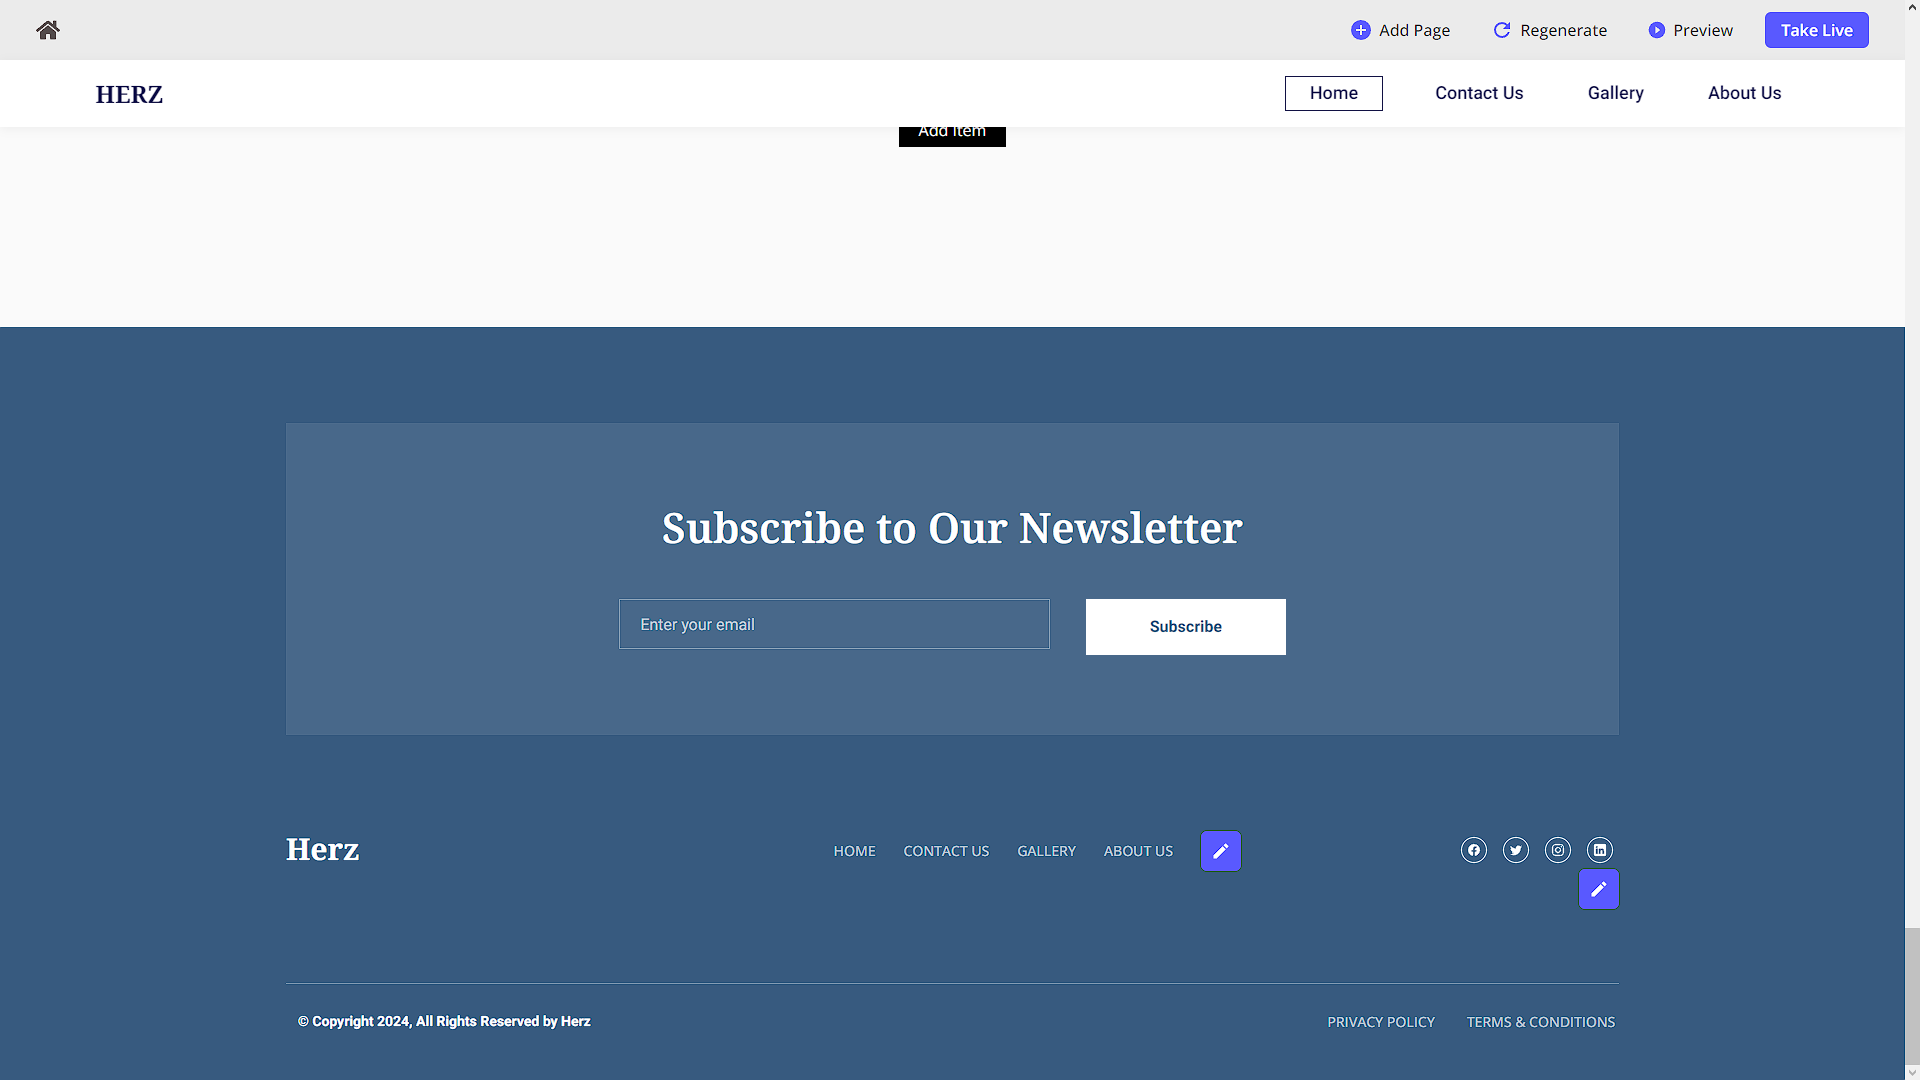 Add Page Regenerate Preview Take Live
HERZ Home Contact Us Gallery About Us
Add Item
Subscribe to Our Newsletter
Enter your email Subscribe
Herz HOME CONTACT US GALLERY ABOUT US
© Copyright 2024, All Rights Reserved by Herz PRIVACY POLICY TERMS & CONDITIONS